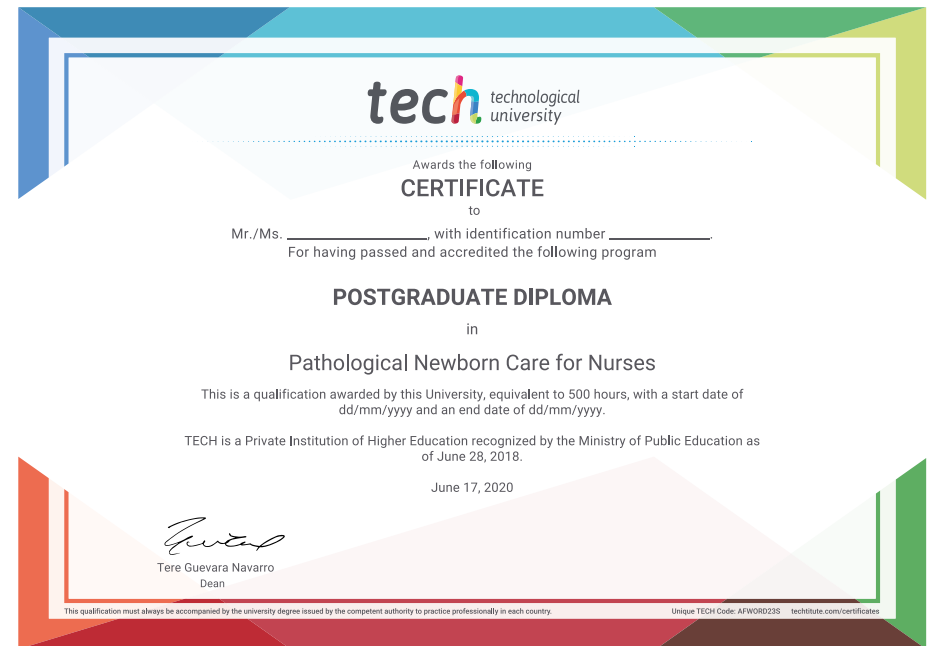 tech technological
university
Awards the following
CERTIFICATE
to
Mr./Ms. ____________________, with identification number ______________.
For having passed and accredited the following program
POSTGRADUATE DIPLOMA
in
Pathological Newborn Care for Nurses
This is a qualification awarded by this University, equivalent to 500 hours, with a start date of
dd/mm/yyyy and an end date of dd/mm/yyyy.
TECH is a Private Institution of Higher Education recognized by the Ministry of Public Education as
of June 28, 2018.
June 17, 2020
Tere Guevara Navarro
Dean
This qualification must always be accompanied by the university degree issued by the competent authority to practice professionally in each country.
Unique TECH Code: AFWORD23S techtitute.com/certificates